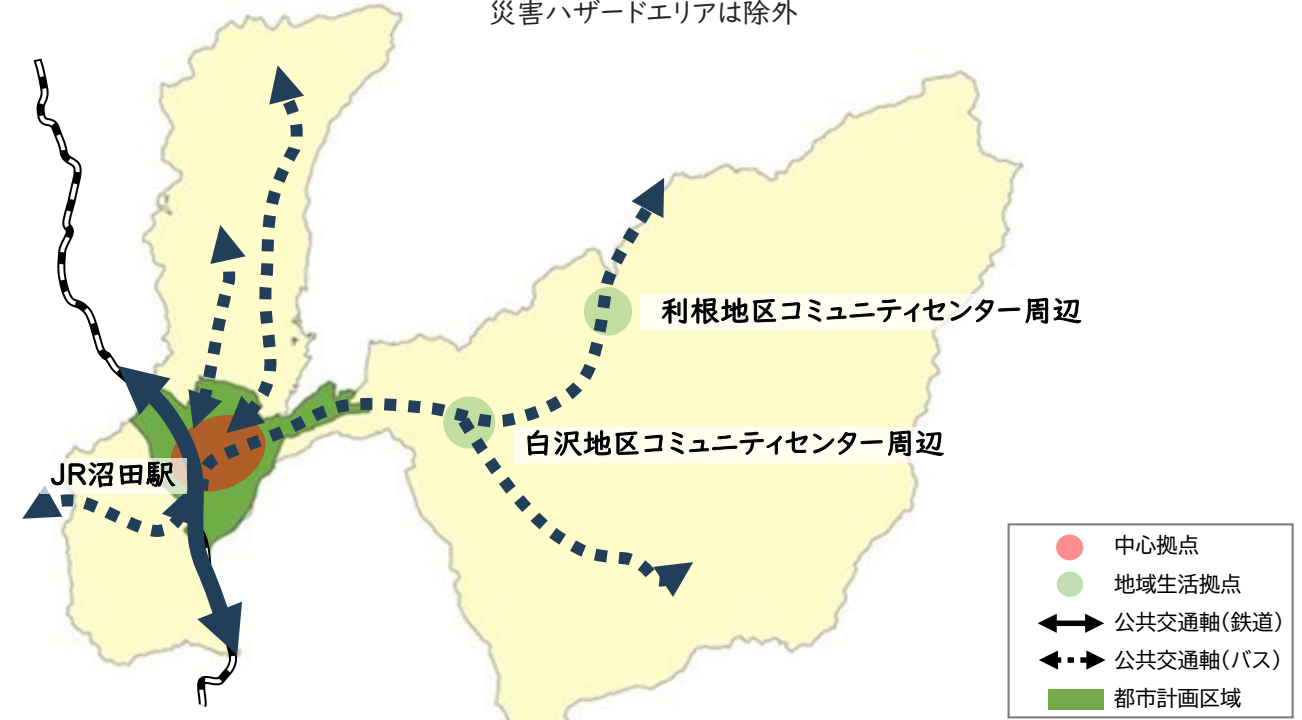 災害ハザードエリアは除外
利根地区コミュニティセンター周辺
白沢地区コミュニティセンター周辺
JR沼田駅
中心拠点
地域生活拠点
公共交通軸(鉄道)
公共交通軸(バス)
都市計画区域